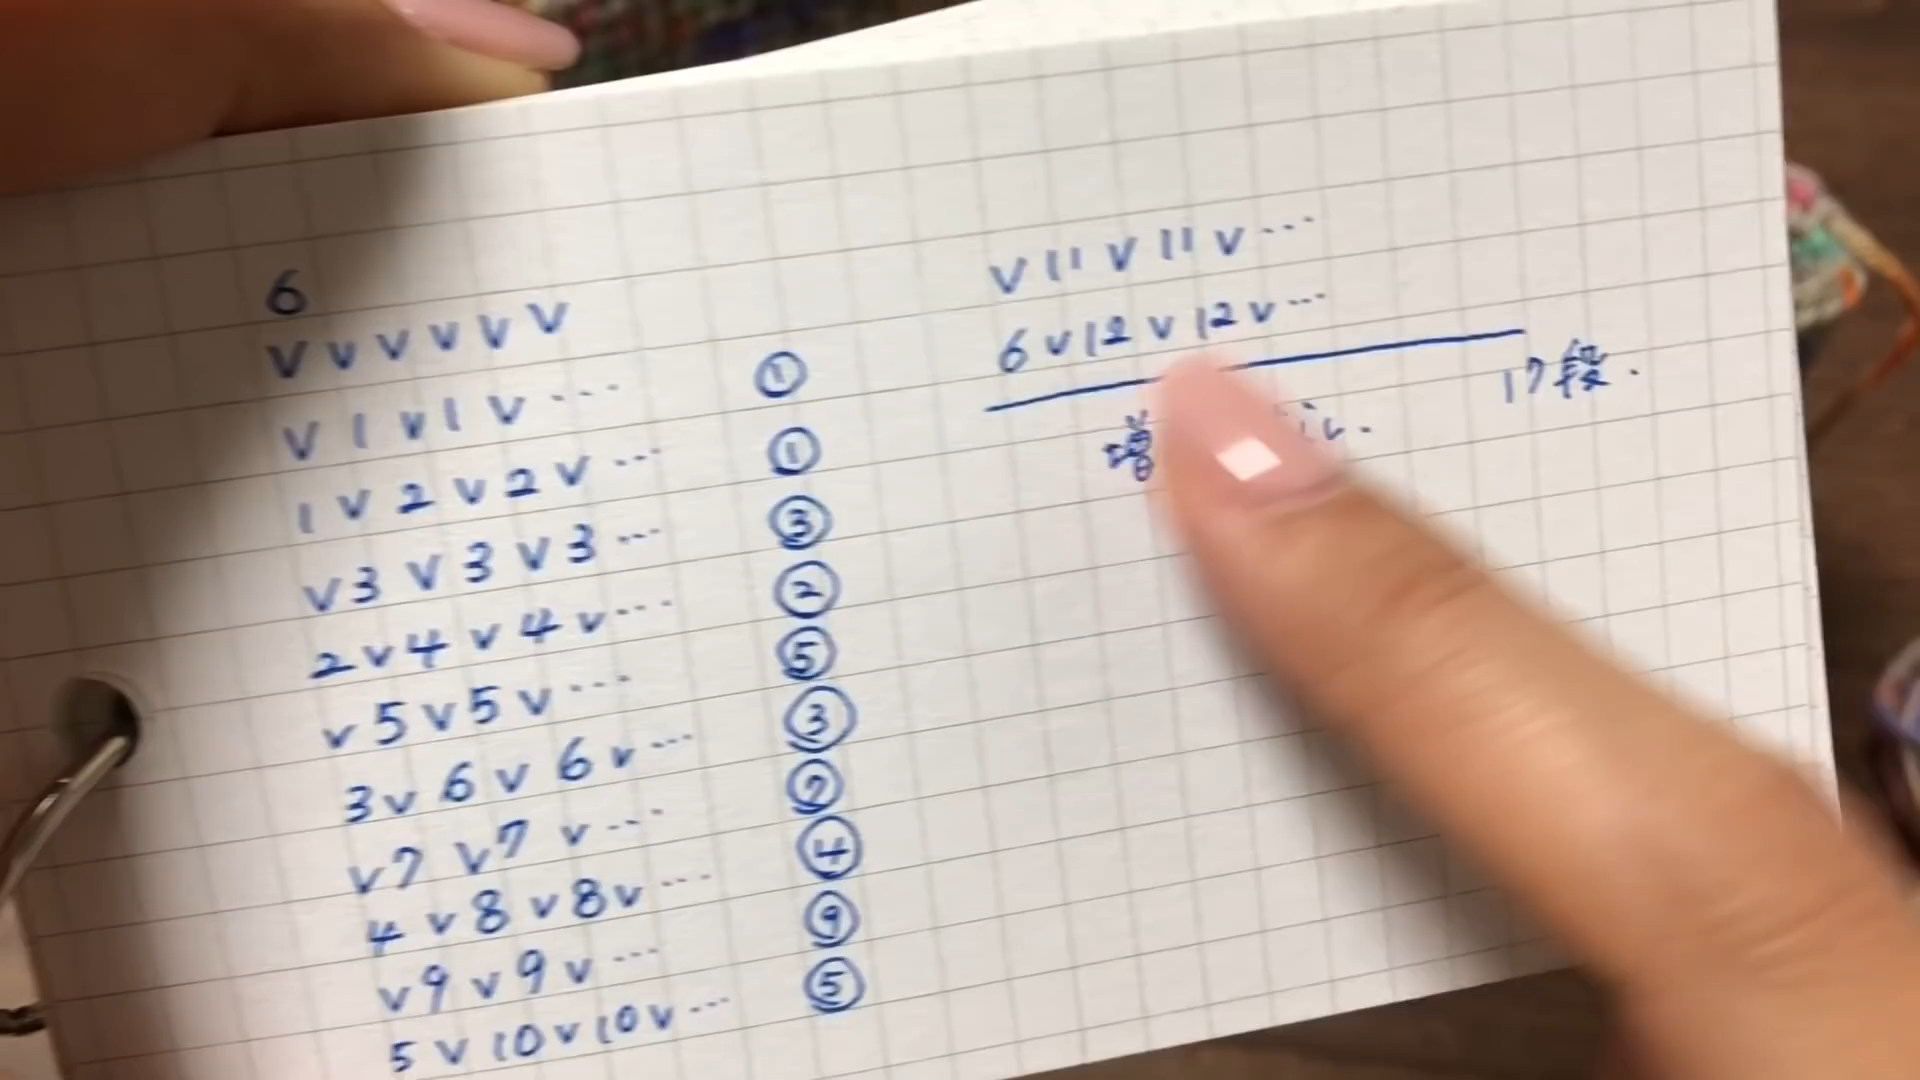 6
V V V V V V
V 1 V 1 V ... ①
1 V 2 V 2 V ... ①
V 3 V 3 V 3 ... ③
2 V 4 V 4 V ... ②
V 5 V 5 V ... ⑤
3 V 6 V 6 V ... ③
V 7 V 7 V ... ⑦
4 V 8 V 8 V ... ④
V 9 V 9 V ... ⑨
5 V 10 V 10 V ... ⑤
V 11 V 11 V ...
6 V 12 V 12 V ...
17段.
増